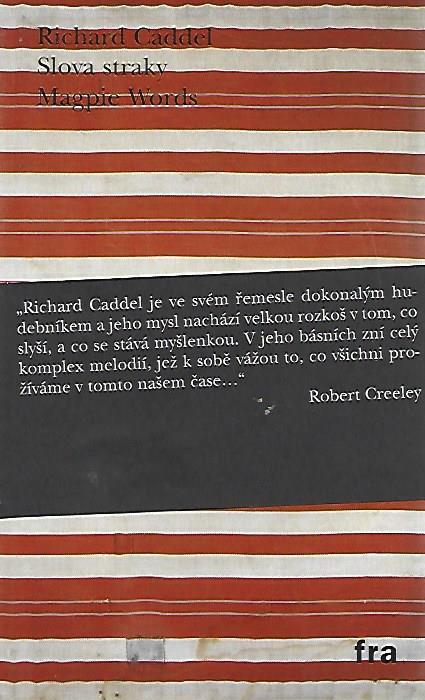 Richard Caddel
Slova straky
Magpie Words
„Richard Caddel je ve svém řemesle dokonalým hu-
debníkem a jeho mysl nachází velkou rozkoš v tom, co
slyší, a co se stává myšlenkou. V jeho básních zní celý
komplex melodií, jež k sobě vážou to, co všichni pro-
žíváme v tomto našem čase…“
Robert Creeley
fra